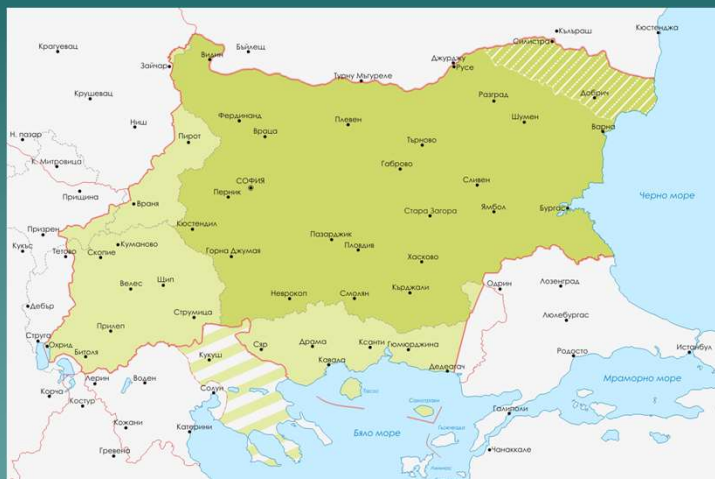 Крагуевац
Зайчар
Видин
Бъйлещ
Кълъраш
Силистра
Кюстенджа
Джурджу
Русе
Турну Мъгуреле
Крушевац
Ниш
Н. пазар
К. Митровица
Прищина
Пирот
Фердинанд
Враца
Плевен
Разград
Шумен
Добрич
Варна
Търново
Габрово
СОФИЯ
Перник
Сливен
Враня
Стара Загора
Ямбол
Бургас
Черно море
Призрен
Кукъс
Тетово
Скопие
Куманово
Кюстендил
Горна Джумая
Пазарджик
Пловдив
Хасково
Велес
Щип
Неврокоп
Смолян
Кърджали
Одрин
Лозенград
Дебър
Струга
Охрид
Прилеп
Струмица
Битоля
Люлебургас
Кукуш
Сяр
Драма
Ксанти
Гюмюрджина
Кавала
Дедеагач
Родосто
Истанбул
Корча
Лерин
Воден
Солун
Мраморно море
Костур
Кожани
Катерини
Гревена
Бяло море
Галиполи
Чанаккале